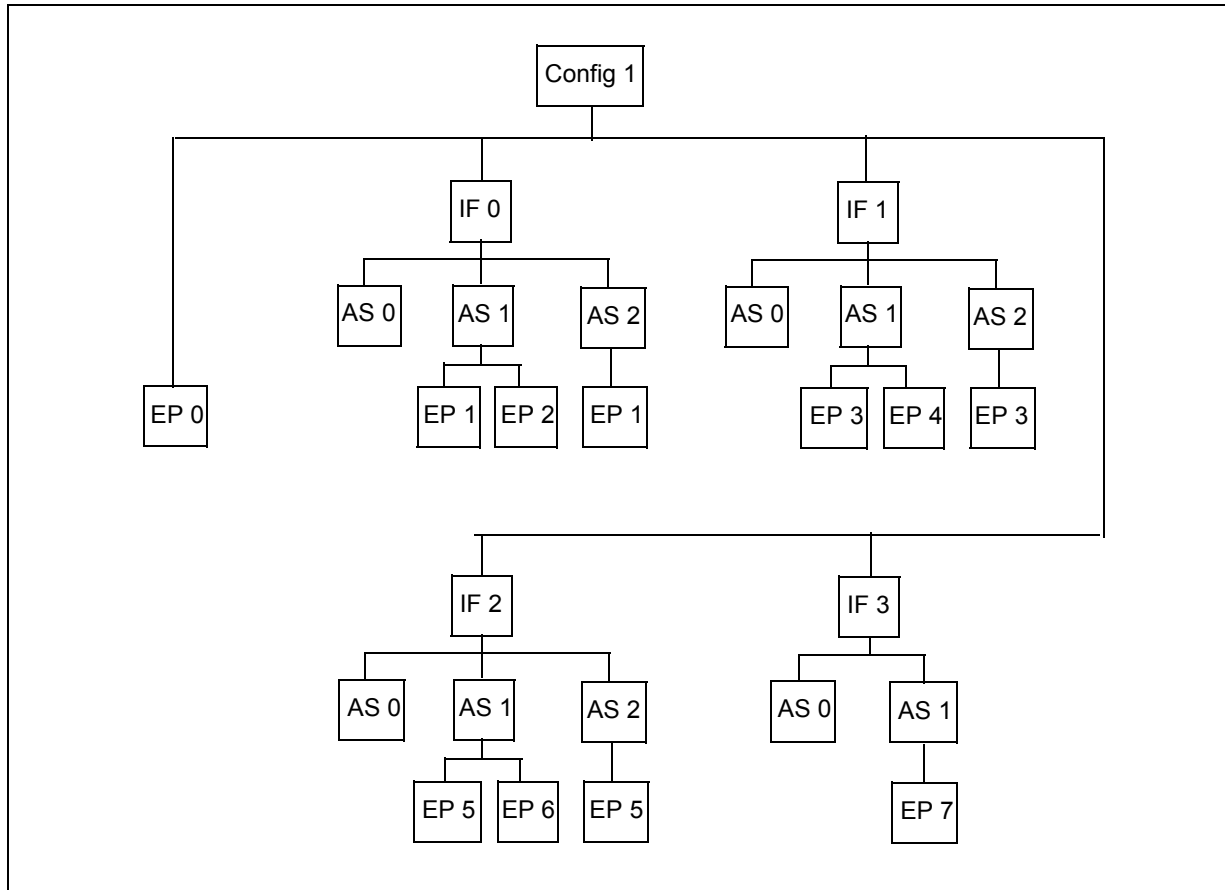 Config 1
IF 0
IF 1
AS 0
AS 1
AS 2
AS 0
AS 1
AS 2
EP 0
EP 1
EP 2
EP 1
EP 3
EP 4
EP 3
IF 2
IF 3
AS 0
AS 1
AS 2
AS 0
AS 1
EP 5
EP 6
EP 5
EP 7